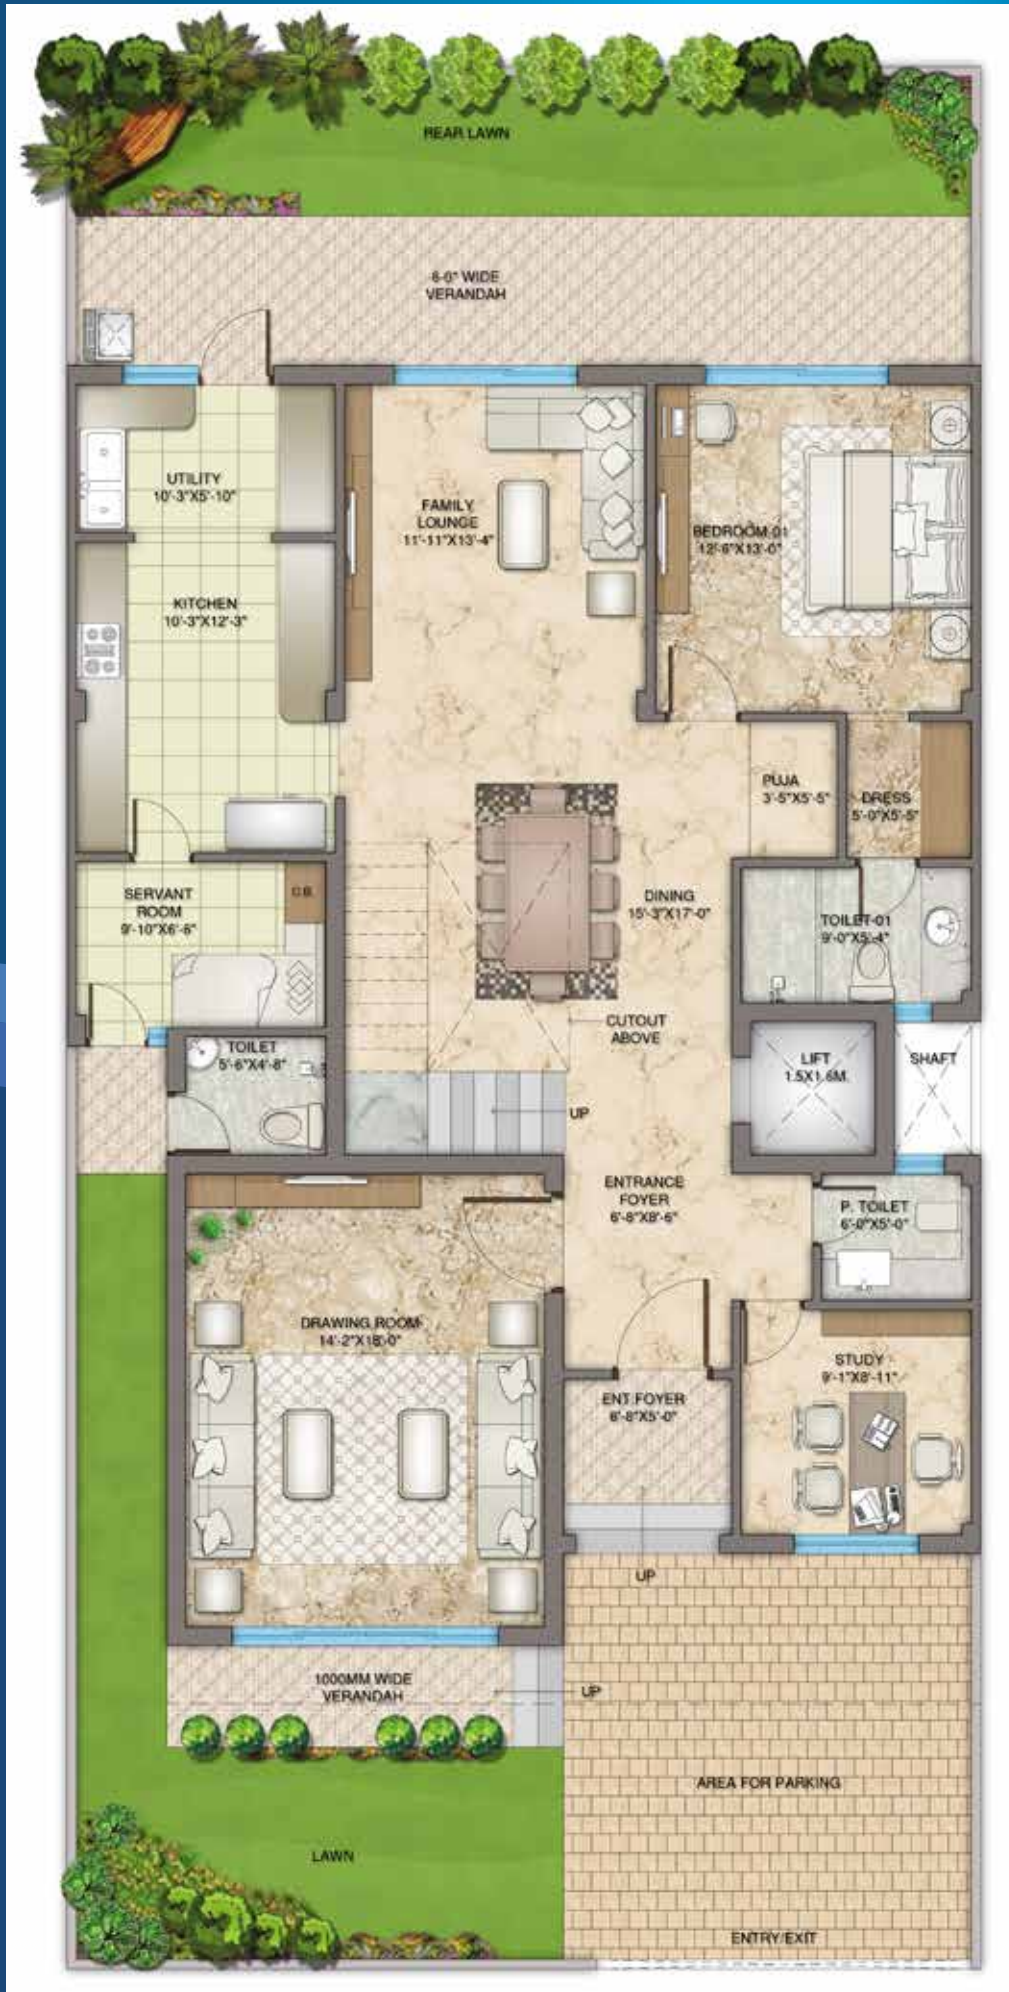 REAR LAWN
6'-0" WIDE
VERANDAH
UTILITY
10'-3"X5'-10"
FAMILY
LOUNGE
11'-11"X13'-4"
BEDROOM-01
12'-6"X13'-0"
KITCHEN
10'-3"X12'-3"
PUJA
3'-5"X5'-5"
DRESS
5'-0"X5'-5"
SERVANT
ROOM
9'-10"X6'-6"
C.B.
DINING
15'-3"X17'-0"
TOILET-01
9'-0"X5'-4"
CUTOUT
ABOVE
TOILET
5'-6"X4'-8"
LIFT
1.5X1.6M.
SHAFT
UP
ENTRANCE
FOYER
6'-8"X8'-6"
P. TOILET
6'-0"X5'-0"
DRAWING ROOM
14'-2"X18'-0"
STUDY
9'-1"X8'-11"
ENT.FOYER
6'-8"X5'-0"
UP
1000MM WIDE
VERANDAH
UP
AREA FOR PARKING
LAWN
ENTRY/EXIT